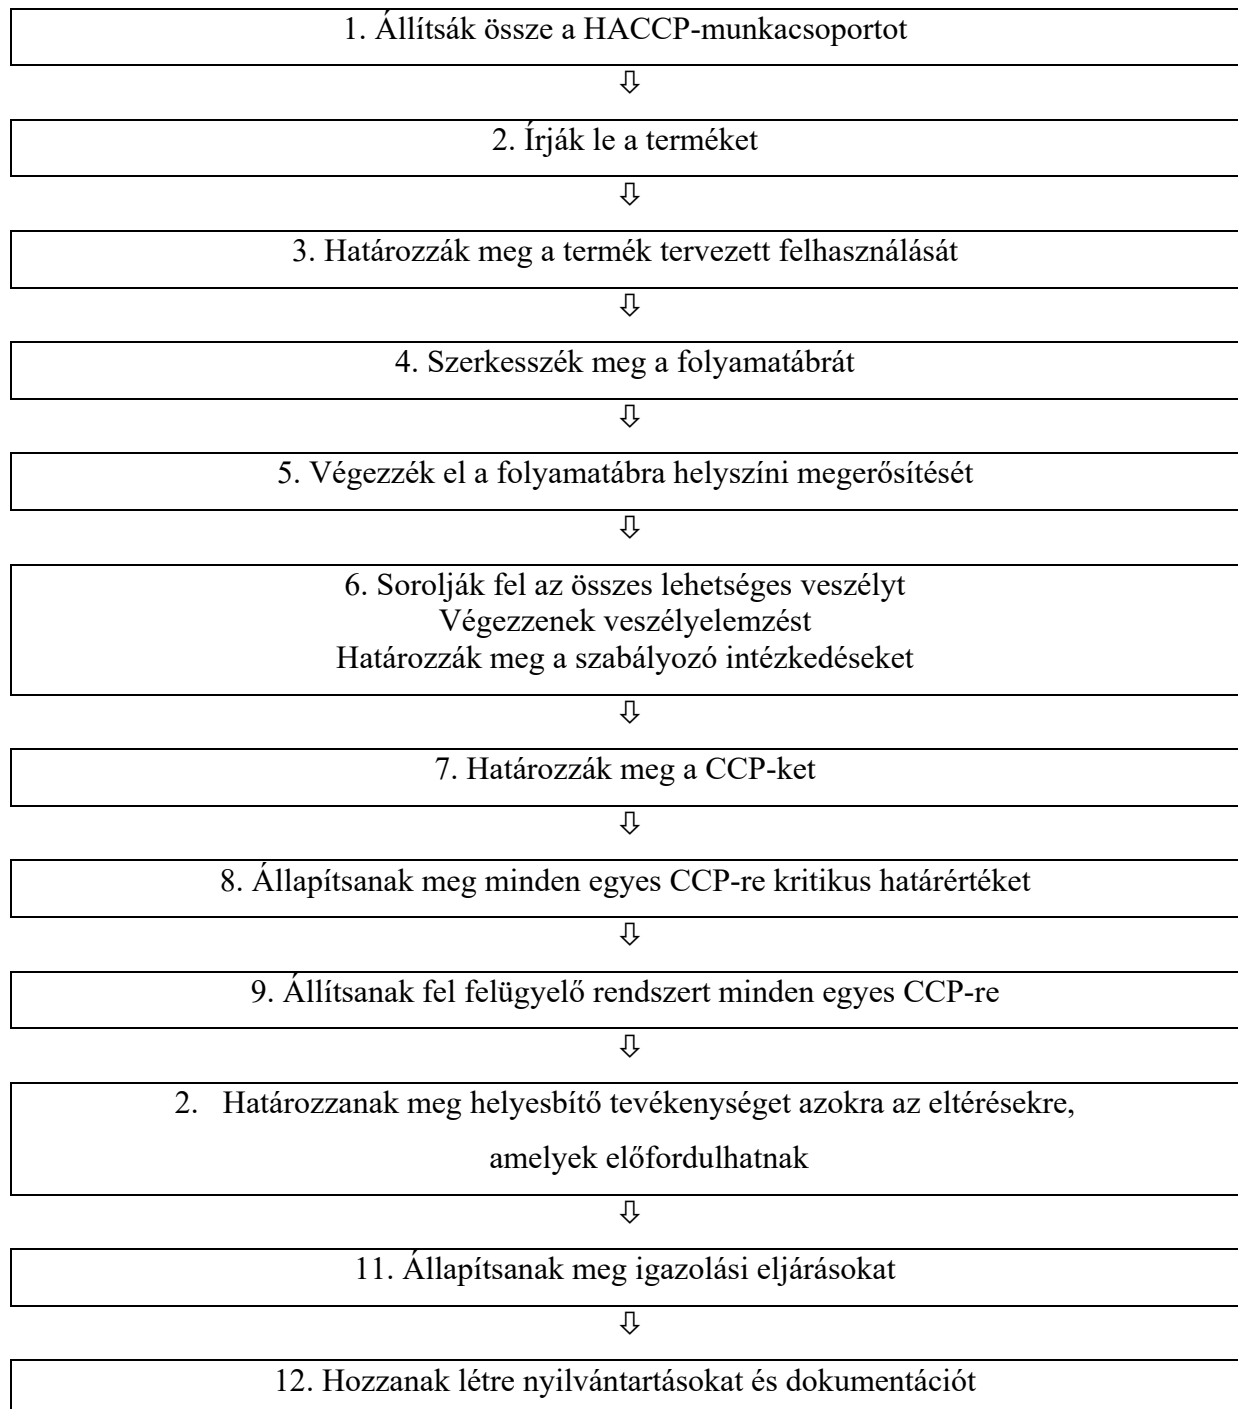 1. Állítsák össze a HACCP-munkacsoportot
⇩
2. Írják le a terméket
⇩
3. Határozzák meg a termék tervezett felhasználását
⇩
4. Szerkesszék meg a folyamatábrát
⇩
5. Végezzék el a folyamatábra helyszíni megerősítését
⇩
6. Sorolják fel az összes lehetséges veszélyt
Végezzenek veszélyelemzést
Határozzák meg a szabályozó intézkedéseket
⇩
7. Határozzák meg a CCP-ket
⇩
8. Állapítsanak meg minden egyes CCP-re kritikus határértéket
⇩
9. Állítsanak fel felügyelő rendszert minden egyes CCP-re
⇩
2. Határozzanak meg helyesbítő tevékenységet azokra az eltérésekre,
amelyek előfordulhatnak
⇩
11. Állapítsanak meg igazolási eljárásokat
⇩
12. Hozzanak létre nyilvántartásokat és dokumentációt